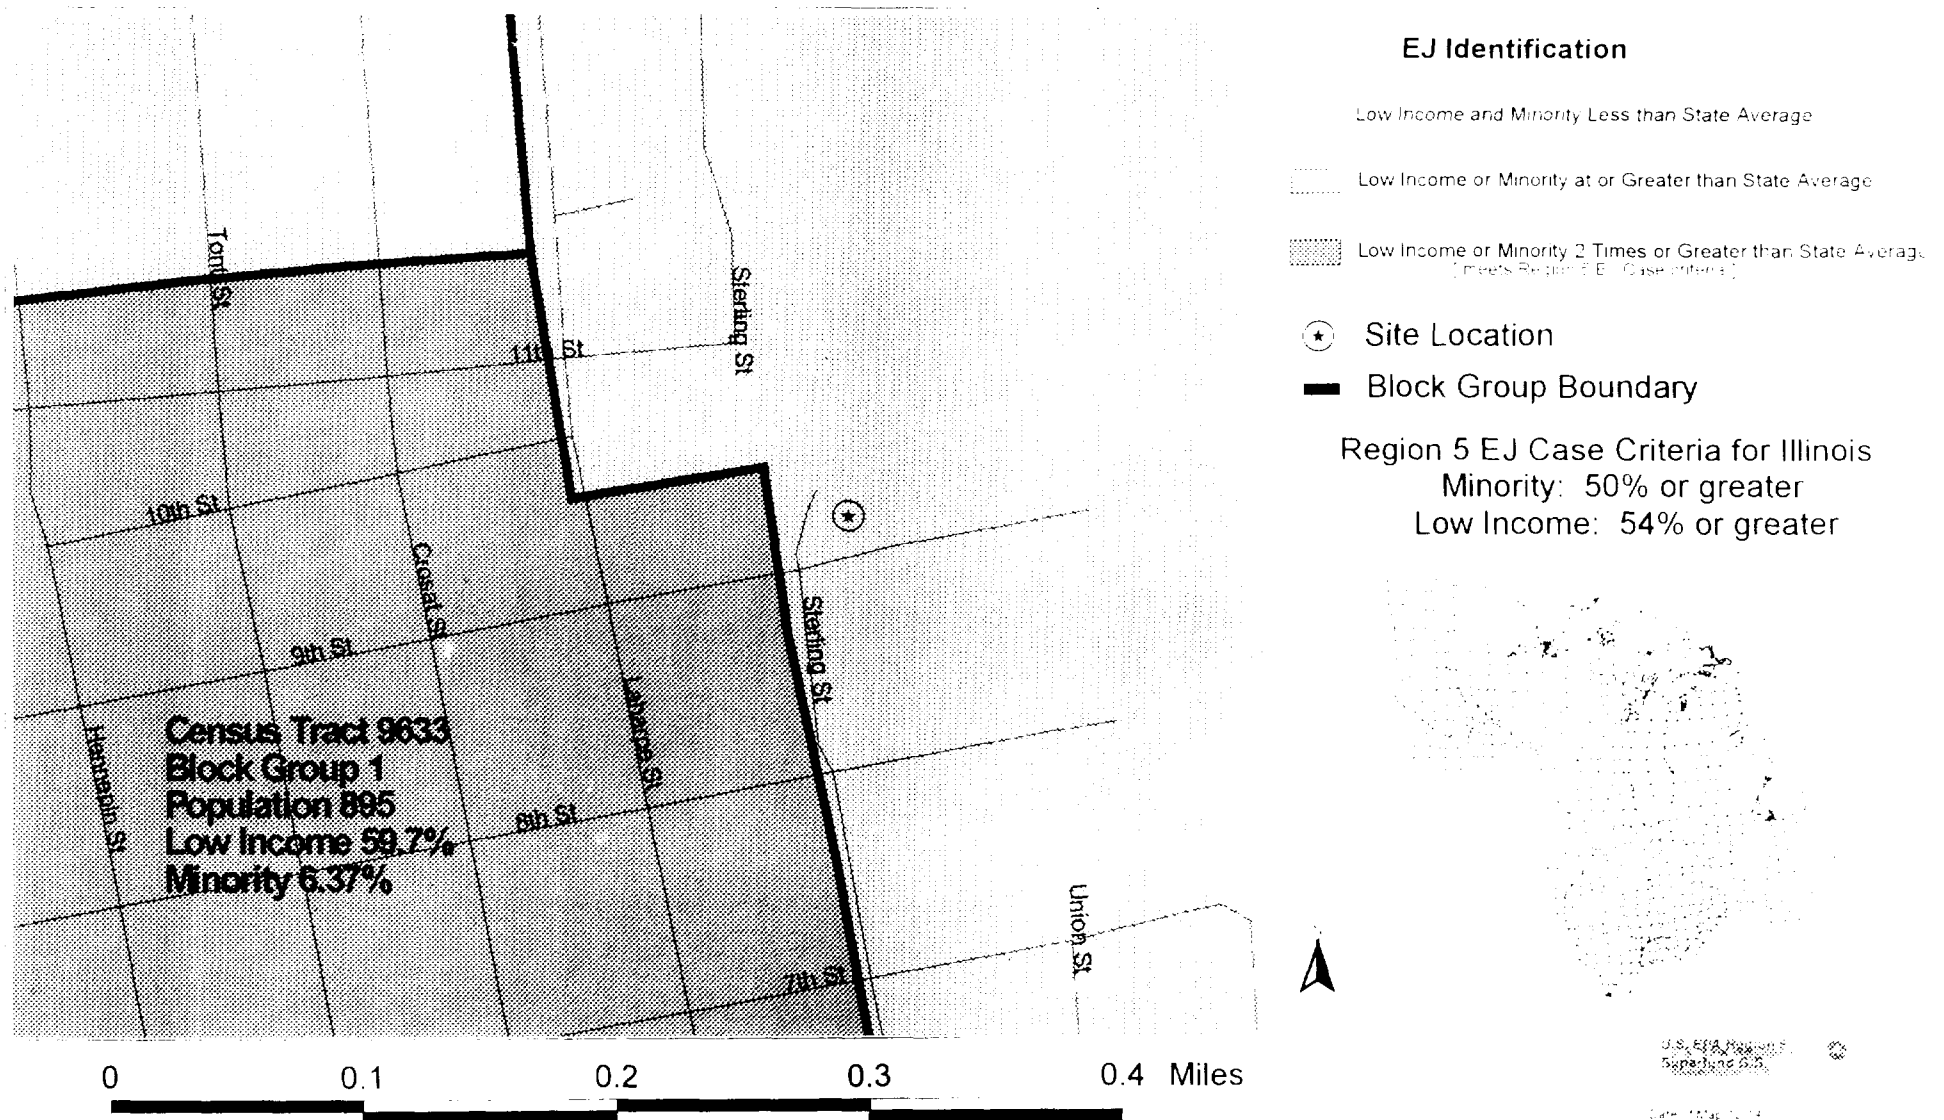 EJ Identification
Low Income and Minority Less than State Average
Low Income or Minority at or Greater than State Average
Low Income or Minority 2 Times or Greater than State Average
Site Location
Block Group Boundary
Region 5 EJ Case Criteria for Illinois
Minority: 50% or greater
Low Income: 54% or greater
Sterling St
11th St
10th St
Crosat St
9th St
Sterling St
Laharpe St
Hennepin St
Census Tract 9633
Block Group 1
Population 895
Low Income 59.7%
Minority 6.37%
8th St
Union St
7th St
0 0.1 0.2 0.3 0.4 Miles